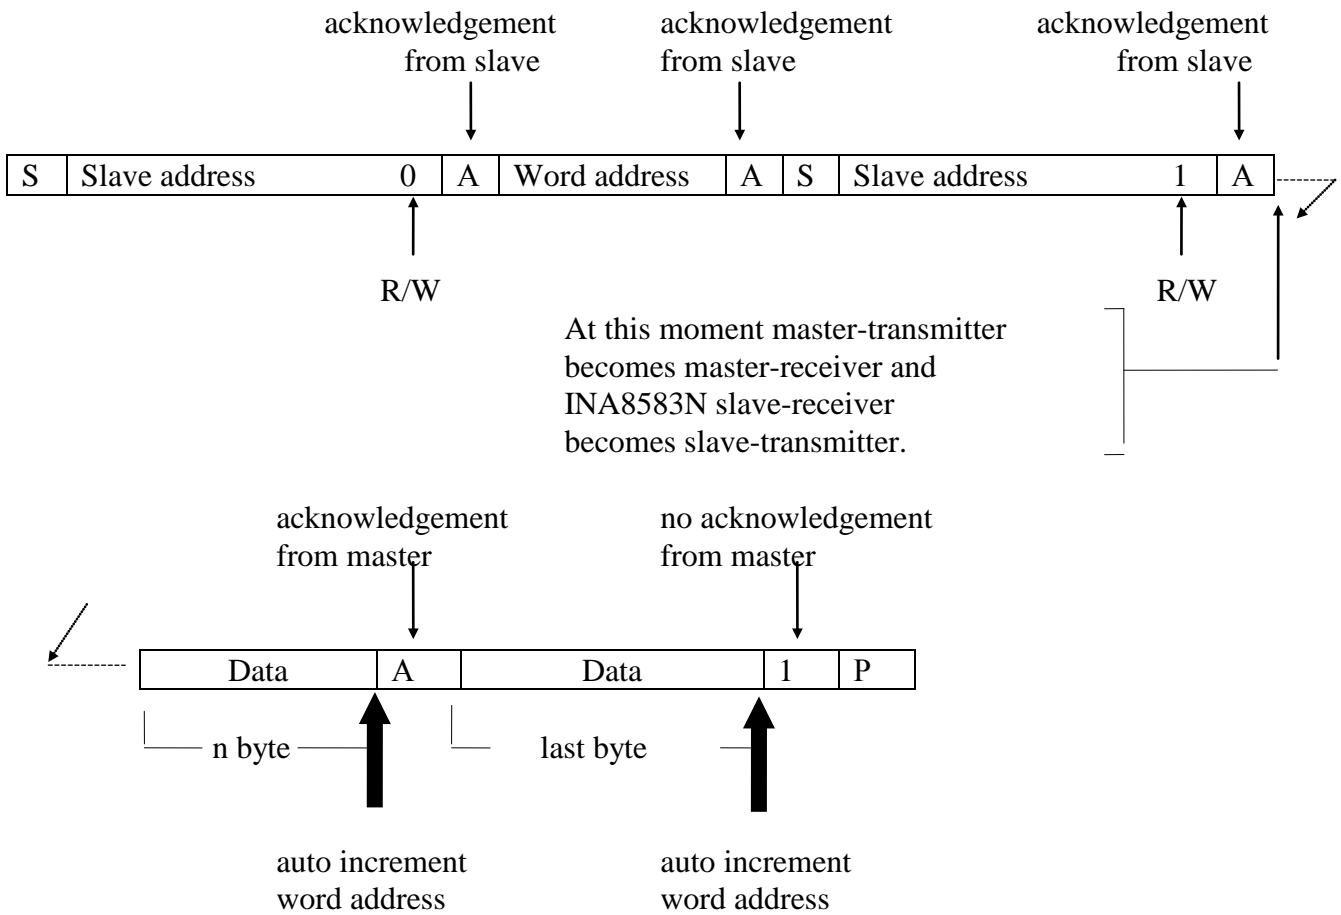 acknowledgement from slave
acknowledgement from slave
acknowledgement from slave
S Slave address 0 A Word address A S Slave address 1 A
R/W
R/W
At this moment master-transmitter
becomes master-receiver and
INA8583N slave-receiver
becomes slave-transmitter.
acknowledgement from master
no acknowledgement from master
Data A Data 1 P
n byte
last byte
auto increment word address
auto increment word address